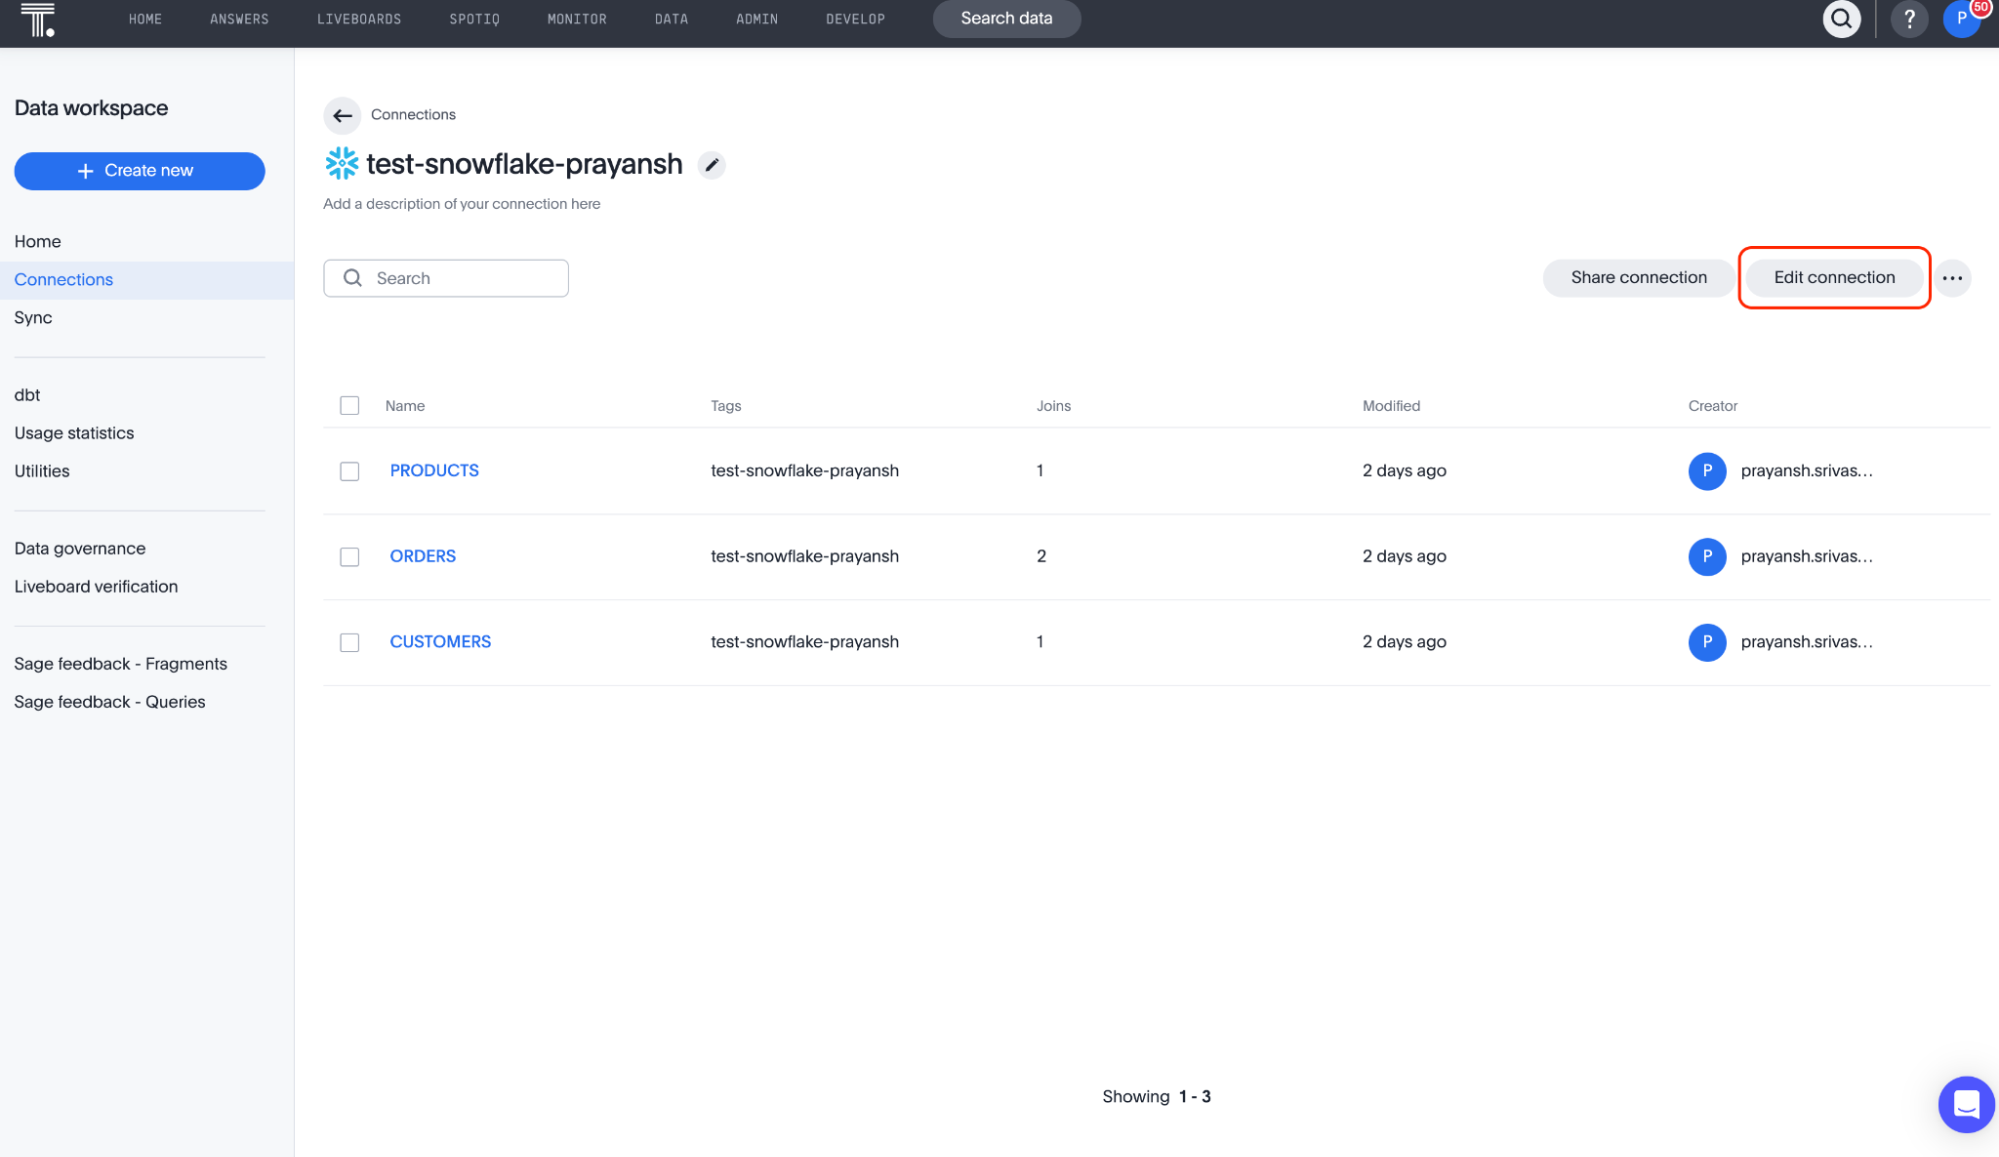 HOME ANSWERS LIVEBOARDS SPOTIQ MONITOR DATA ADMIN DEVELOP Search data ? P 50
Data workspace
+ Create new
Home
Connections
Sync
dbt
Usage statistics
Utilities
Data governance
Liveboard verification
Sage feedback - Fragments
Sage feedback - Queries
Connections
test-snowflake-prayansh
Add a description of your connection here
Search
Share connection
Edit connection
Name Tags Joins Modified Creator
PRODUCTS test-snowflake-prayansh 1 2 days ago P prayansh.srivas...
ORDERS test-snowflake-prayansh 2 2 days ago P prayansh.srivas...
CUSTOMERS test-snowflake-prayansh 1 2 days ago P prayansh.srivas...
Showing 1 - 3